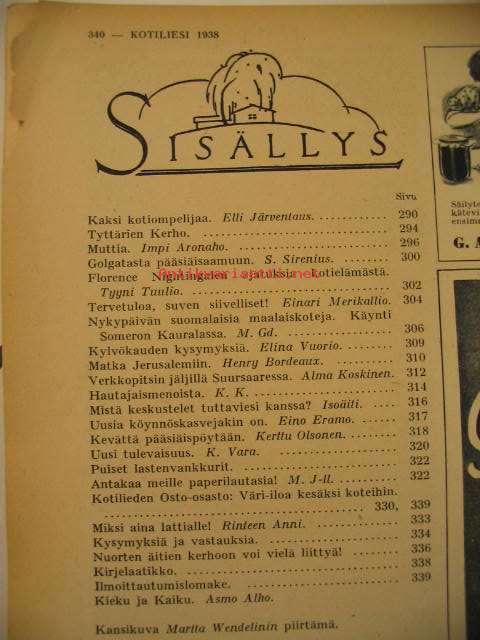 340 — KOTILIESI 1938
SISÄLLYS
Sivu
Kaksi kotiompelijaa. Elli Järventaus. 290
Tyttärien Kerho. 294
Muttia. Impi Aronaho. 296
Golgatasta pääsiäisaamuun. S. Sirenius. 300
Florence Nightingalen ajatuksia kotielämästä.
Tyyni Tuulio. 302
Tervetuloa, suven siivelliset! Einari Merikallio. 304
Nykypäivän suomalaisia maalaiskoteja. Käynti
Someron Kauralassa. M. Gd. 306
Kylvökauden kysymyksiä. Elina Vuorio. 309
Matka Jerusalemiin. Henry Bordeaux. 310
Verkkopitsin jäljillä Suursaaressa. Alma Koskinen. 312
Hautajaismenoista. K. K. 314
Mistä keskustelet tuttaviesi kanssa? Isoäiti. 316
Uusia köynnöskasvejakin on. Eino Eramo. 317
Kevättä pääsiäispöytään. Kerttu Olsonen. 318
Uusi tulevaisuus. K. Vara. 320
Puiset lastenvankkurit. 322
Antakaa meille paperilautasia! M. J-ll. 322
Kotilieden Osto-osasto: Väri-iloa kesäksi koteihin.
330, 339
Miksi aina lattialle! Rinteen Anni. 333
Kysymyksiä ja vastauksia. 334
Nuorten äitien kerhoon voi vielä liittyä! 336
Kirjelaatikko. 338
Ilmoittautumislomake. 339
Kieku ja Kaiku. Asmo Alho.
Kansikuva Marita Wendelinin piirtämä.
Säilyte
kätevi
ensim
G. A